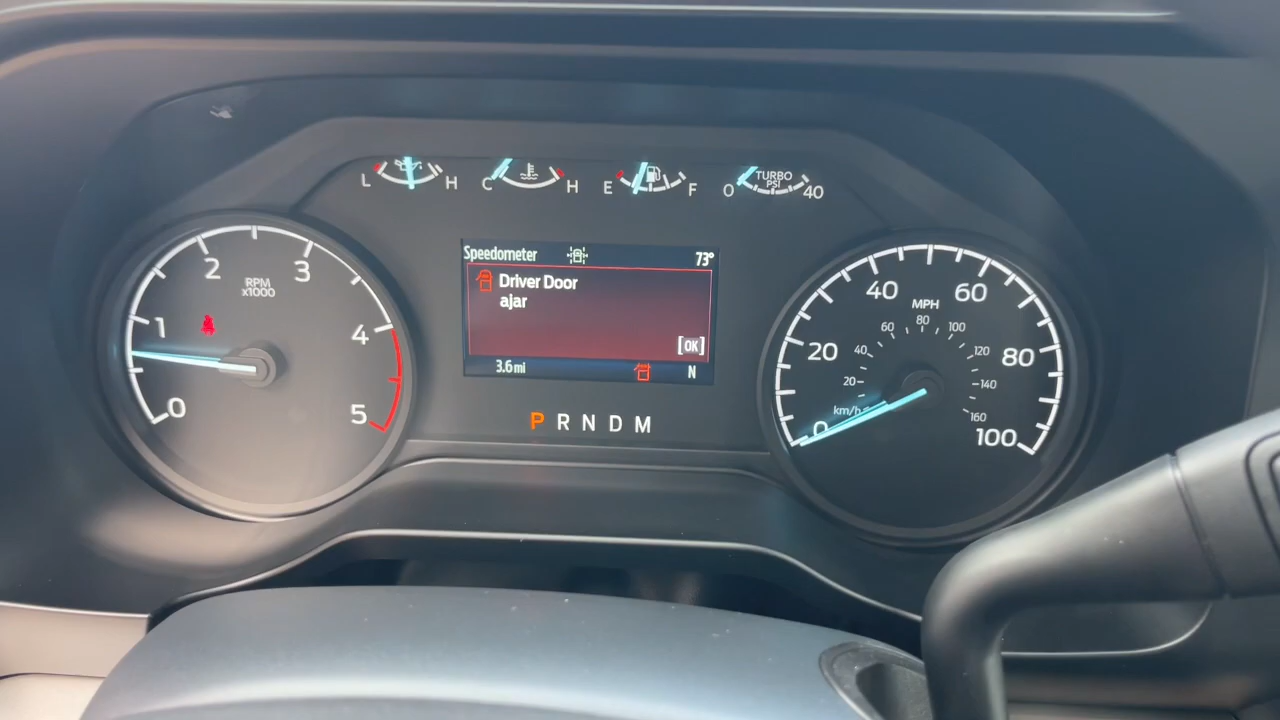 L H C H E F 0 TURBO PSI 40
Speedometer 73°
Driver Door
ajar
[OK]
3.6 mi N
P R N D M
0 1 2 3 4 5
RPM
x1000
0 20 40 60 80 100
MPH
20 40 60 80 100 120 140 160
km/h